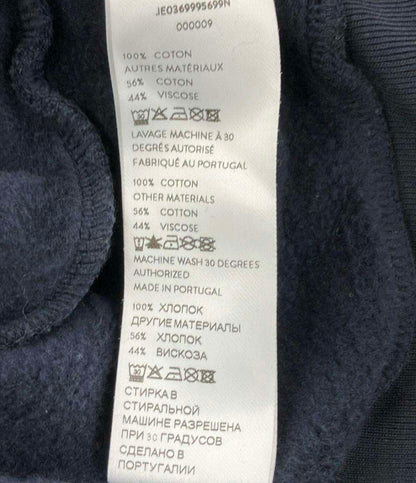 JE0369995699N
000009
100% COTON
AUTRES MATÉRIAUX
56% COTON
44% VISCOSE
30
LAVAGE MACHINE À 30
DEGRÉS AUTORISÉ
FABRIQUÉ AU PORTUGAL
100% COTTON
OTHER MATERIALS
56% COTTON
44% VISCOSE
MACHINE WASH 30 DEGREES
AUTHORIZED
MADE IN PORTUGAL
100% ХЛОПОК
ДРУГИЕ МАТЕРИАЛЫ
56% ХЛОПОК
44% ВИСКОЗА
30
СТИРКА В
СТИРАЛЬНОЙ
МАШИНЕ РАЗРЕШЕНА
ПРИ 30 ГРАДУСОВ
СДЕЛАНО В
ПОРТУГАЛИИ